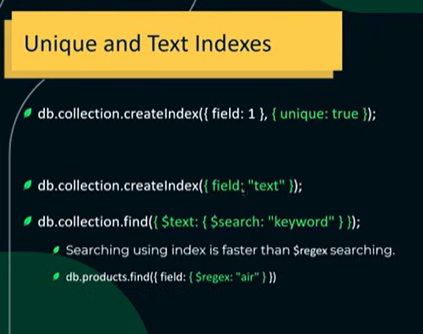 Unique and Text Indexes
db.collection.createIndex({ field: 1 }, { unique: true });
db.collection.createIndex({ field: "text" });
db.collection.find({ $text: { $search: "keyword" } });
Searching using index is faster than $regex searching.
db.products.find({ field: { $regex: "air" } })